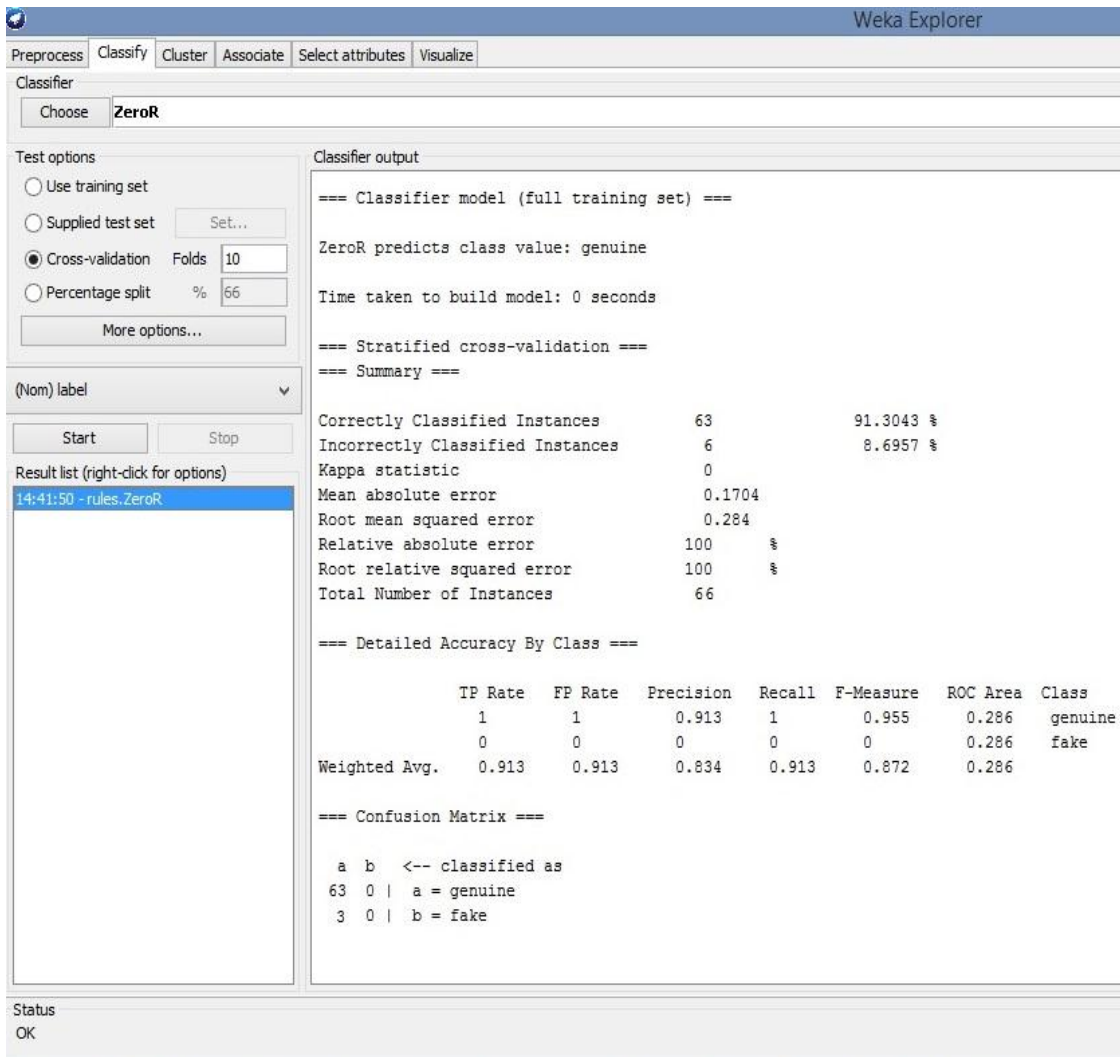 Weka Explorer
Preprocess Classify Cluster Associate Select attributes Visualize
Classifier
Choose ZeroR
Test options
Use training set
Supplied test set Set...
Cross-validation Folds 10
Percentage split % 66
More options...
(Nom) label
Start Stop
Result list (right-click for options)
14:41:50 - rules.ZeroR
Classifier output
=== Classifier model (full training set) ===
ZeroR predicts class value: genuine
Time taken to build model: 0 seconds
=== Stratified cross-validation ===
=== Summary ===
Correctly Classified Instances 63 91.3043 %
Incorrectly Classified Instances 6 8.6957 %
Kappa statistic 0
Mean absolute error 0.1704
Root mean squared error 0.284
Relative absolute error 100 %
Root relative squared error 100 %
Total Number of Instances 66
=== Detailed Accuracy By Class ===
TP Rate FP Rate Precision Recall F-Measure ROC Area Class
1 1 0.913 1 0.955 0.286 genuine
0 0 0 0 0 0.286 fake
Weighted Avg. 0.913 0.913 0.834 0.913 0.872 0.286
=== Confusion Matrix ===
a b <-- classified as
63 0 | a = genuine
3 0 | b = fake
Status
OK